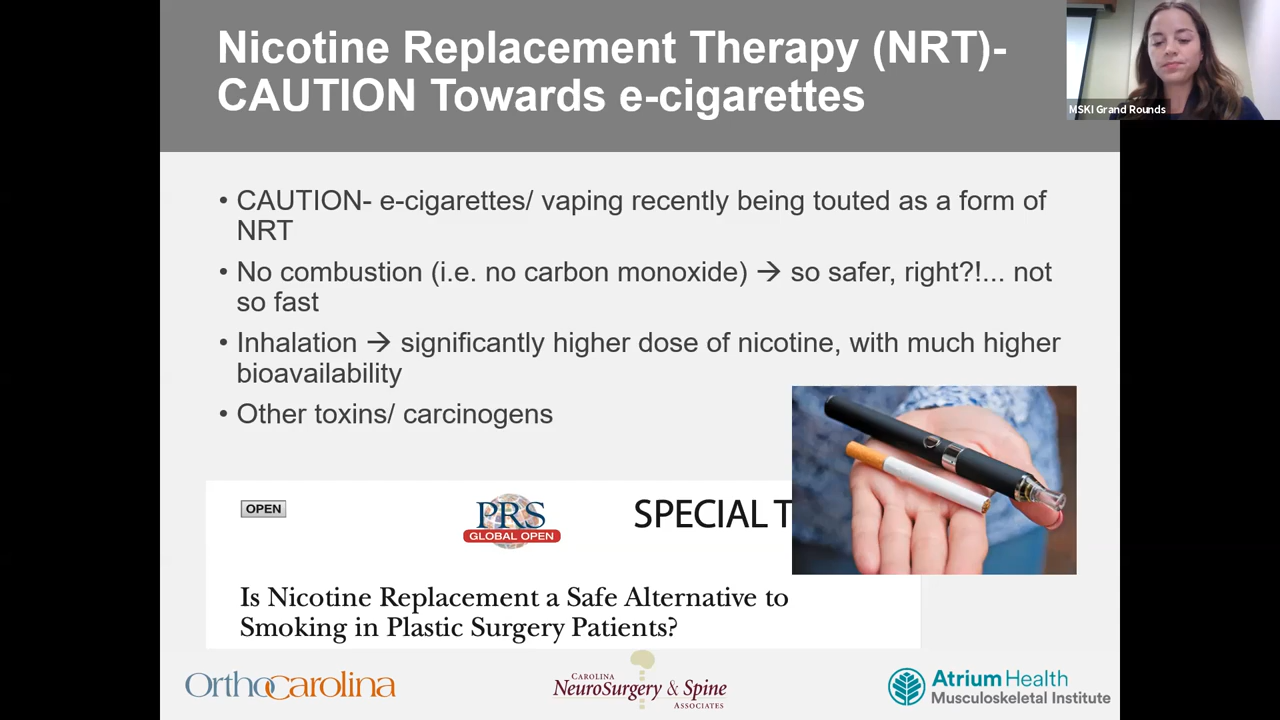 Nicotine Replacement Therapy (NRT)-
CAUTION Towards e-cigarettes
MSKI Grand Rounds
• CAUTION- e-cigarettes/ vaping recently being touted as a form of
NRT
• No combustion (i.e. no carbon monoxide) → so safer, right?!... not
so fast
• Inhalation → significantly higher dose of nicotine, with much higher
bioavailability
• Other toxins/ carcinogens
OPEN
PRS
GLOBAL OPEN
SPECIAL T
Is Nicotine Replacement a Safe Alternative to
Smoking in Plastic Surgery Patients?
OrthoCarolina
CAROLINA
NEUROSURGERY & SPINE
ASSOCIATES
Atrium Health
Musculoskeletal Institute